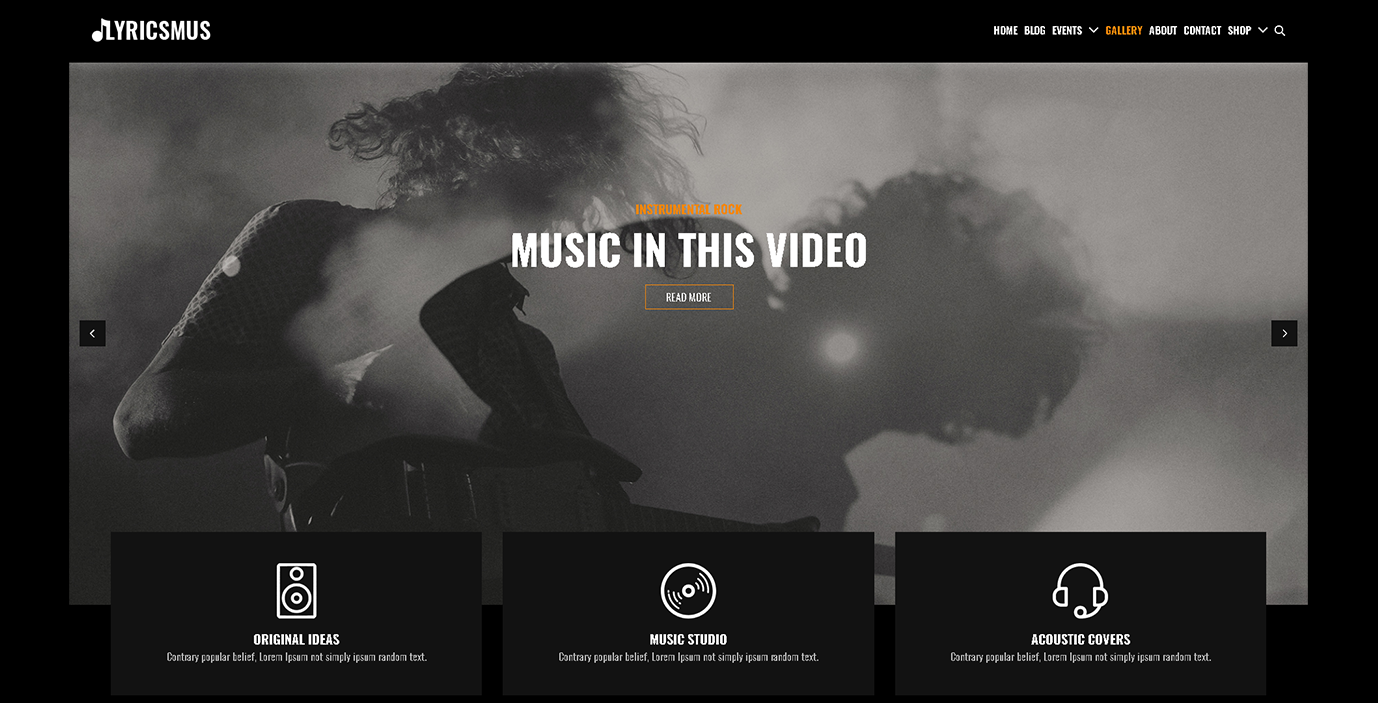 LYRICSMUS
HOME BLOG EVENTS GALLERY ABOUT CONTACT SHOP
INSTRUMENTAL ROCK
MUSIC IN THIS VIDEO
READ MORE
ORIGINAL IDEAS
Contrary popular belief, Lorem Ipsum not simply ipsum random text.
MUSIC STUDIO
Contrary popular belief, Lorem Ipsum not simply ipsum random text.
ACOUSTIC COVERS
Contrary popular belief, Lorem Ipsum not simply ipsum random text.